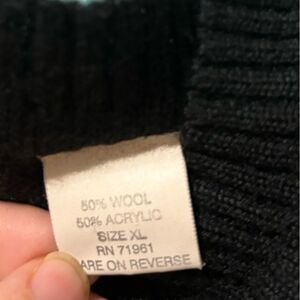 50% WOOL
50% ACRYLIC
SIZE XL
RN 71961
ARE ON REVERSE